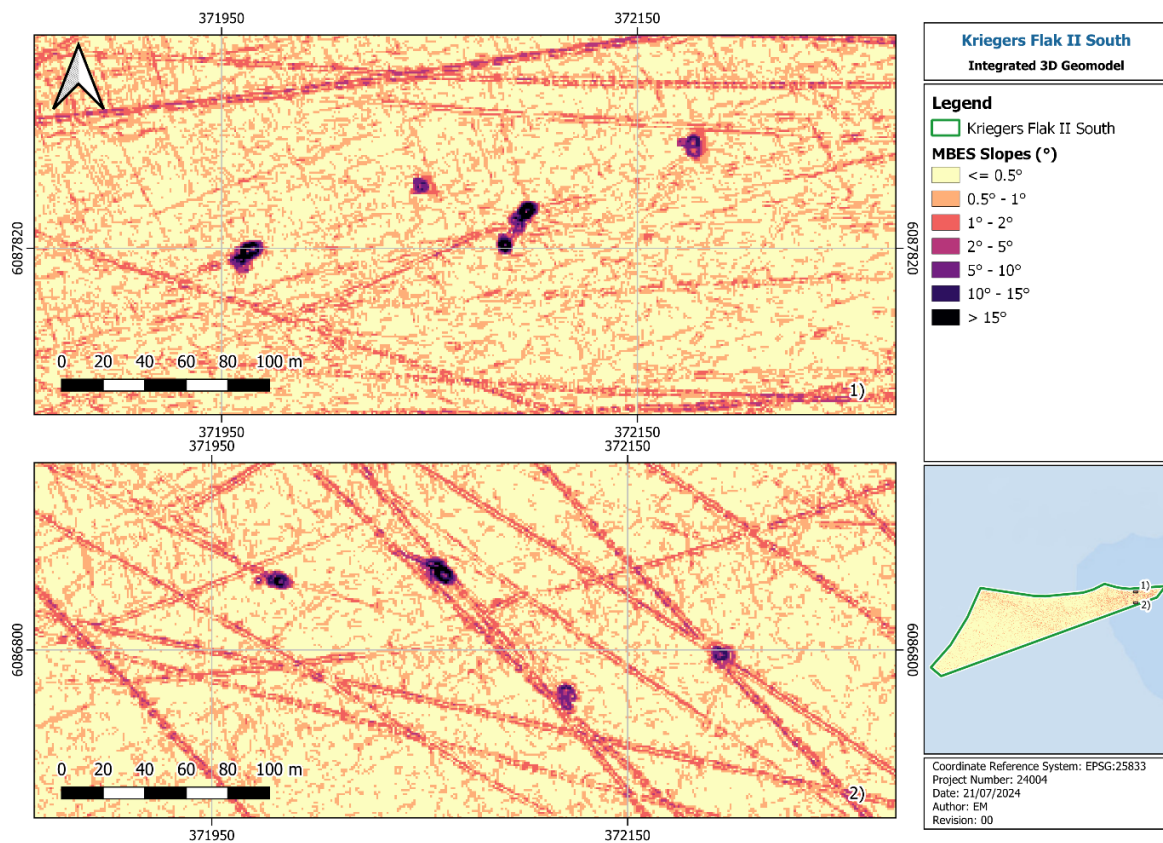 371950 372150
6087820 6087820
0 20 40 60 80 100 m
1)
371950 372150
371950 372150
6086800 6086800
0 20 40 60 80 100 m
2)
371950 372150
Kriegers Flak II South
Integrated 3D Geomodel
Legend
Kriegers Flak II South
MBES Slopes (°)
<= 0.5°
0.5° - 1°
1° - 2°
2° - 5°
5° - 10°
10° - 15°
> 15°
1)
2)
Coordinate Reference System: EPSG:25833
Project Number: 24004
Date: 21/07/2024
Author: EM
Revision: 00